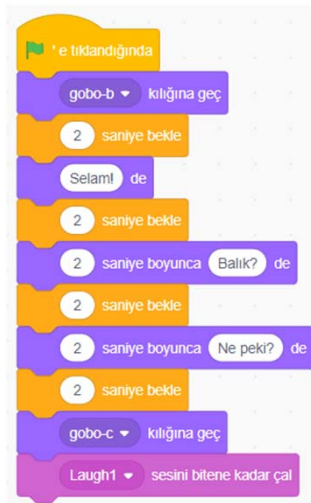 ' e tıklandığında
gobo-b kılığına geç
2 saniye bekle
Selam! de
2 saniye bekle
2 saniye boyunca Balık? de
2 saniye bekle
2 saniye boyunca Ne peki? de
2 saniye bekle
gobo-c kılığına geç
Laugh1 sesini bitene kadar çal